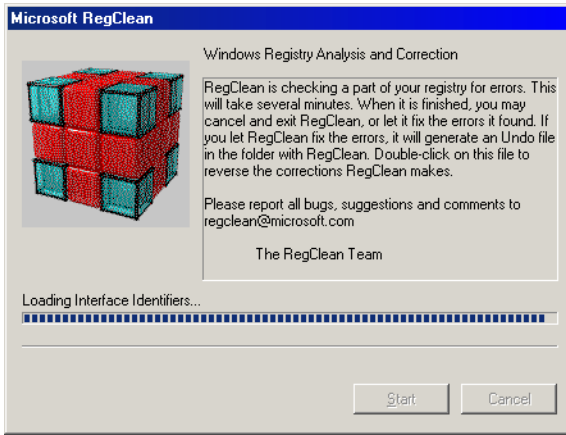 Microsoft RegClean
Windows Registry Analysis and Correction
RegClean is checking a part of your registry for errors. This
will take several minutes. When it is finished, you may
cancel and exit RegClean, or let it fix the errors it found. If
you let RegClean fix the errors, it will generate an Undo file
in the folder with RegClean. Double-click on this file to
reverse the corrections RegClean makes.
Please report all bugs, suggestions and comments to
regclean@microsoft.com
The RegClean Team
Loading Interface Identifiers...
Start
Cancel